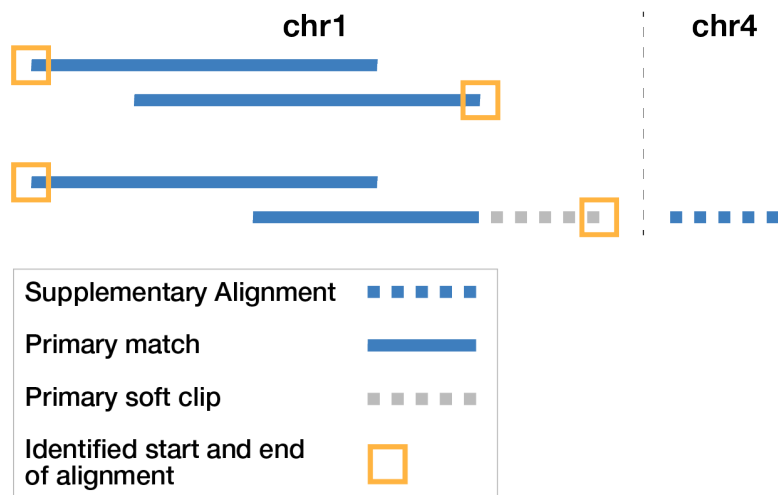 chr1
chr4
Supplementary Alignment
Primary match
Primary soft clip
Identified start and end
of alignment